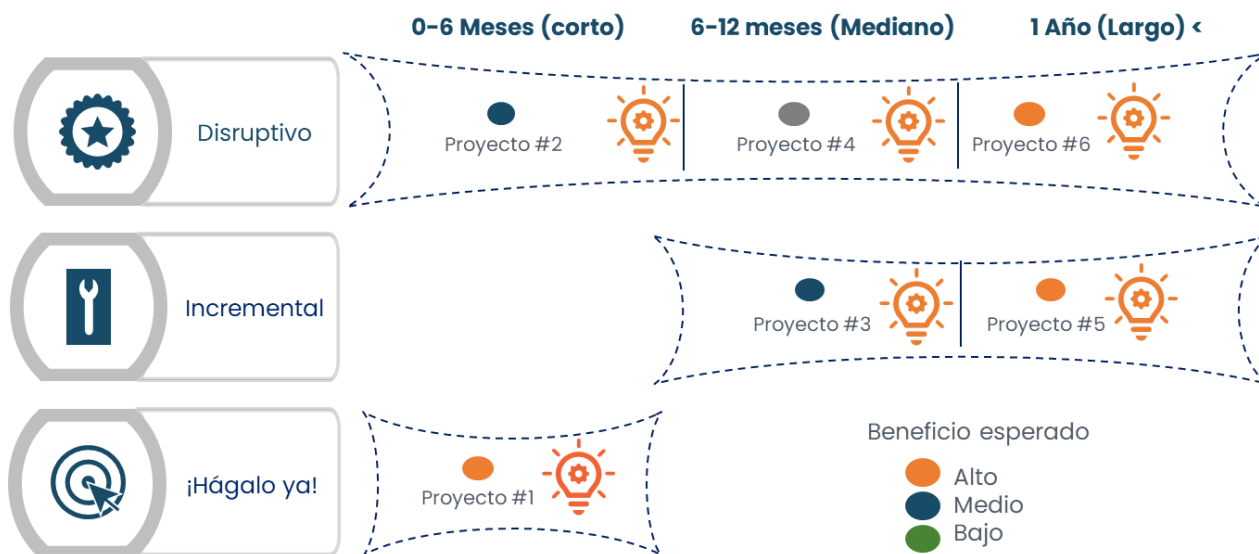 0-6 Meses (corto)
6-12 meses (Mediano)
1 Año (Largo) <
Disruptivo
Proyecto #2
Proyecto #4
Proyecto #6
Incremental
Proyecto #3
Proyecto #5
¡Hágalo ya!
Proyecto #1
Beneficio esperado
Alto
Medio
Bajo